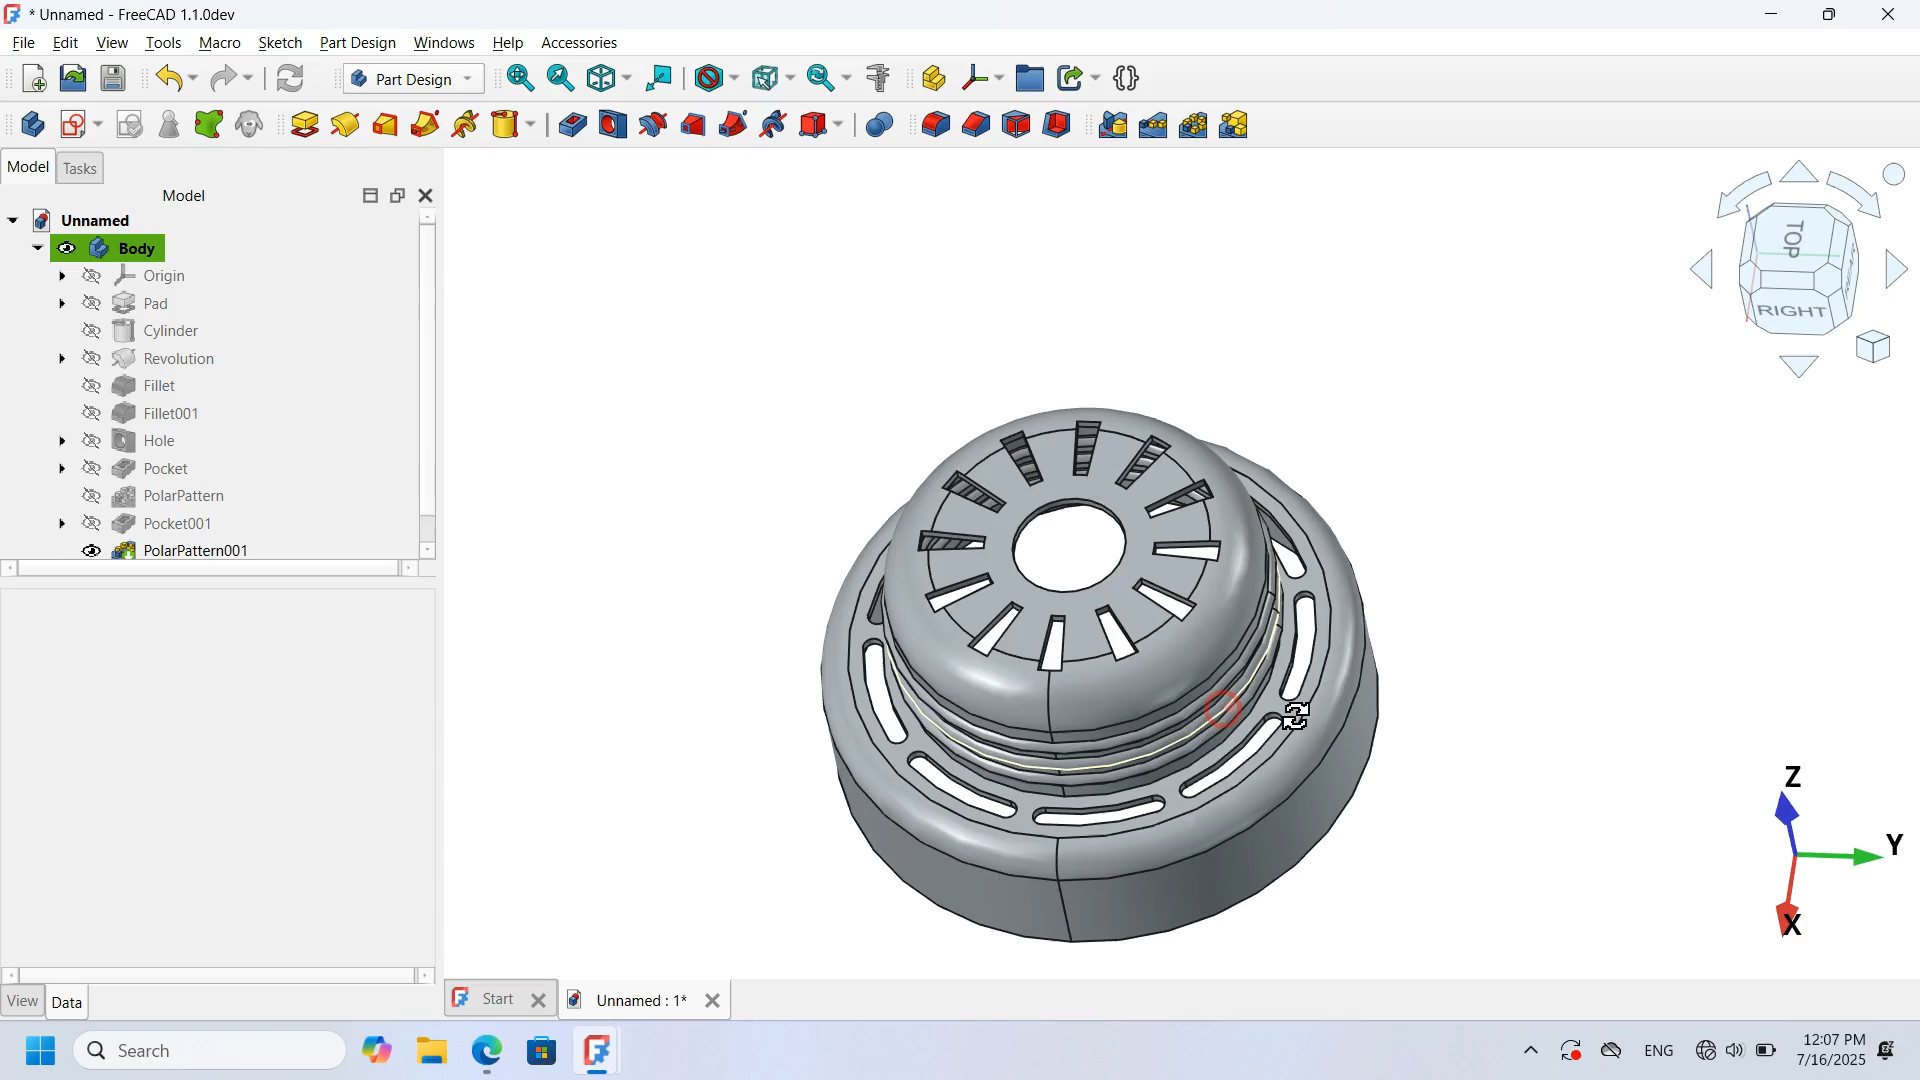 * Unnamed - FreeCAD 1.1.0dev
File Edit View Tools Macro Sketch Part Design Windows Help Accessories
Part Design
Model Tasks
Model
Unnamed
Body
Origin
Pad
Cylinder
Revolution
Fillet
Fillet001
Hole
Pocket
PolarPattern
Pocket001
PolarPattern001
TOP
RIGHT
Z
Y
X
View Data
Start
Unnamed : 1*
Search
ENG
12:07 PM
7/16/2025